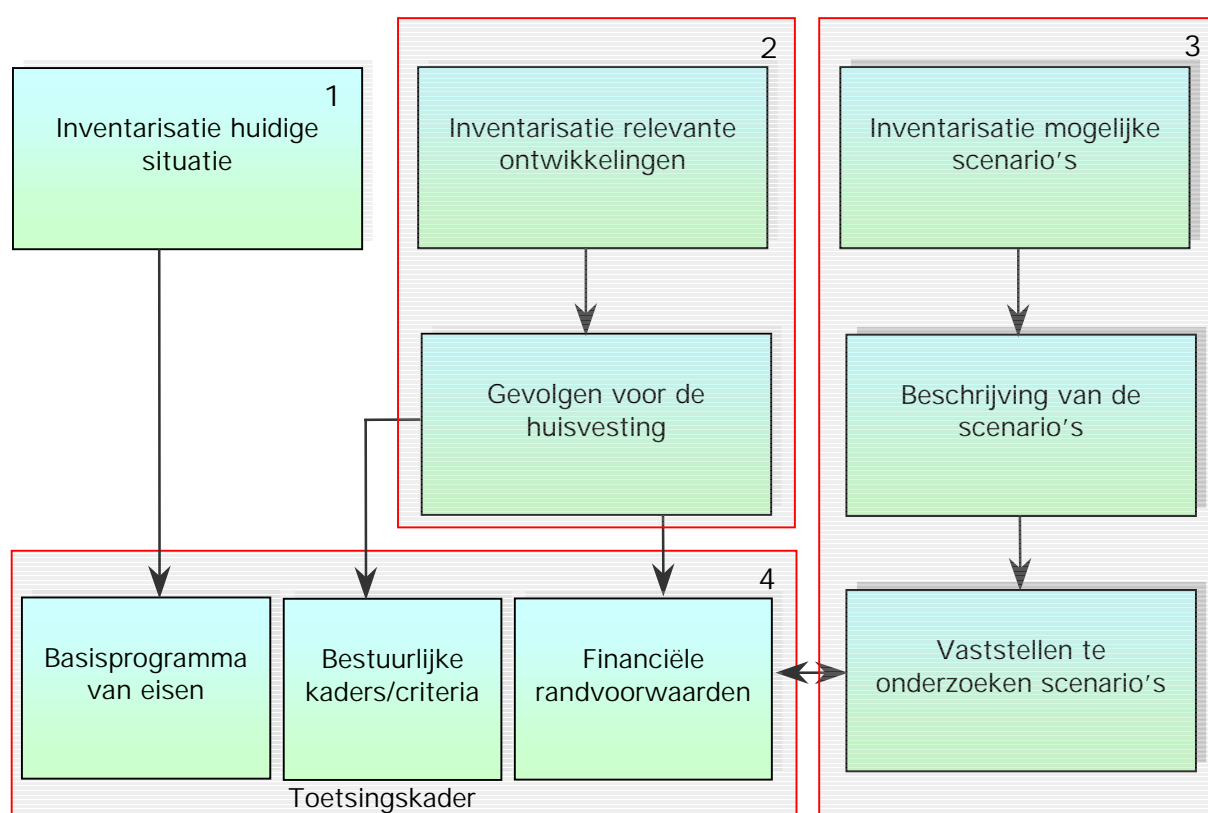 1
Inventarisatie huidige
situatie
2
Inventarisatie relevante
ontwikkelingen
Gevolgen voor de
huisvesting
3
Inventarisatie mogelijke
scenario's
Beschrijving van de
scenario's
Vaststellen te
onderzoeken scenario's
4
Basisprogramma
van eisen
Bestuurlijke
kaders/criteria
Financiële
randvoorwaarden
Toetsingskader